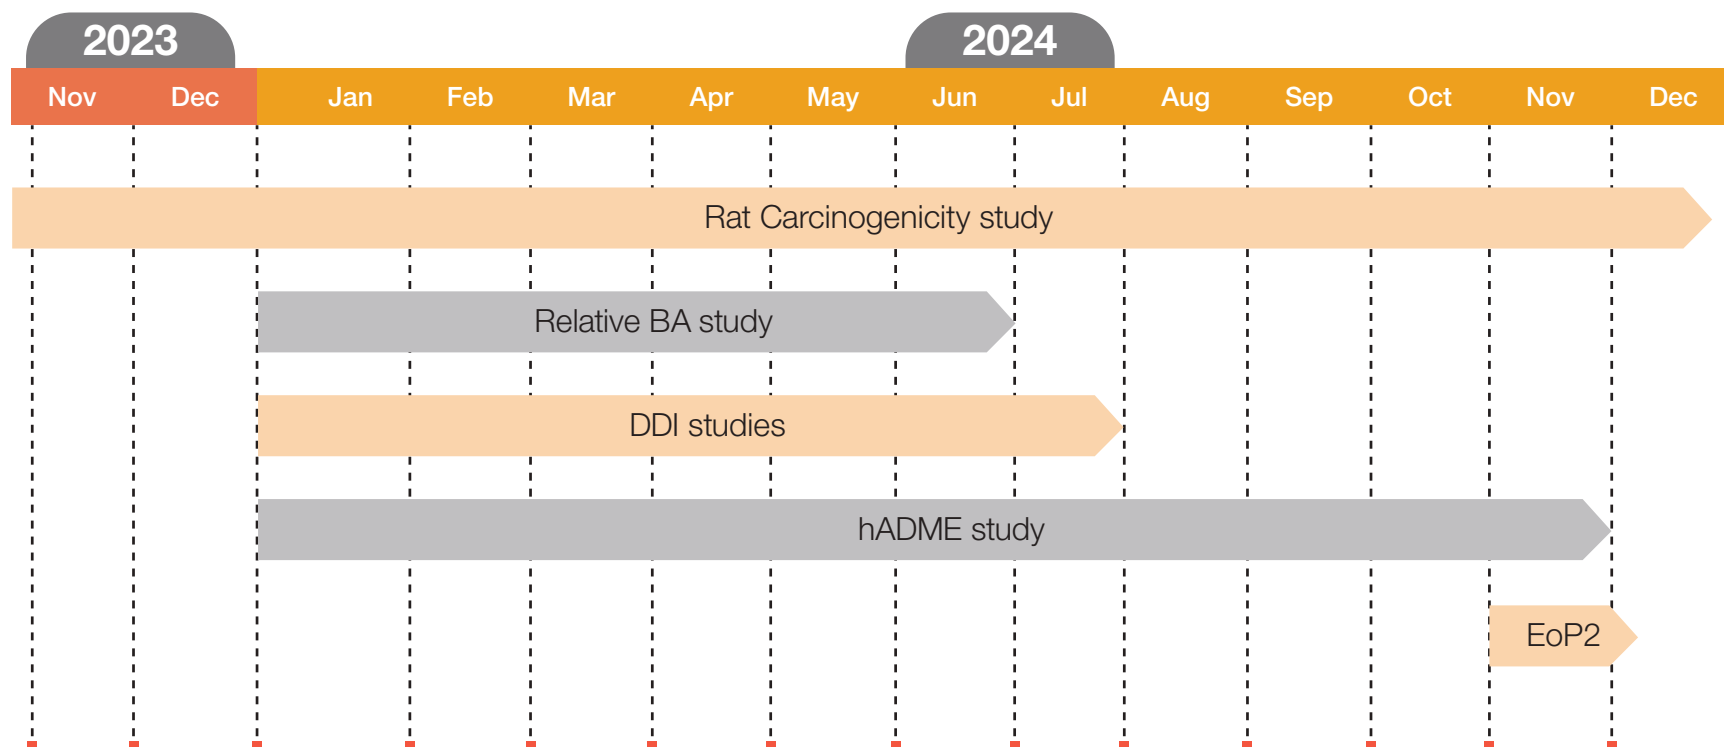 2023 2024
Nov Dec Jan Feb Mar Apr May Jun Jul Aug Sep Oct Nov Dec
Rat Carcinogenicity study
Relative BA study
DDI studies
hADME study
EoP2